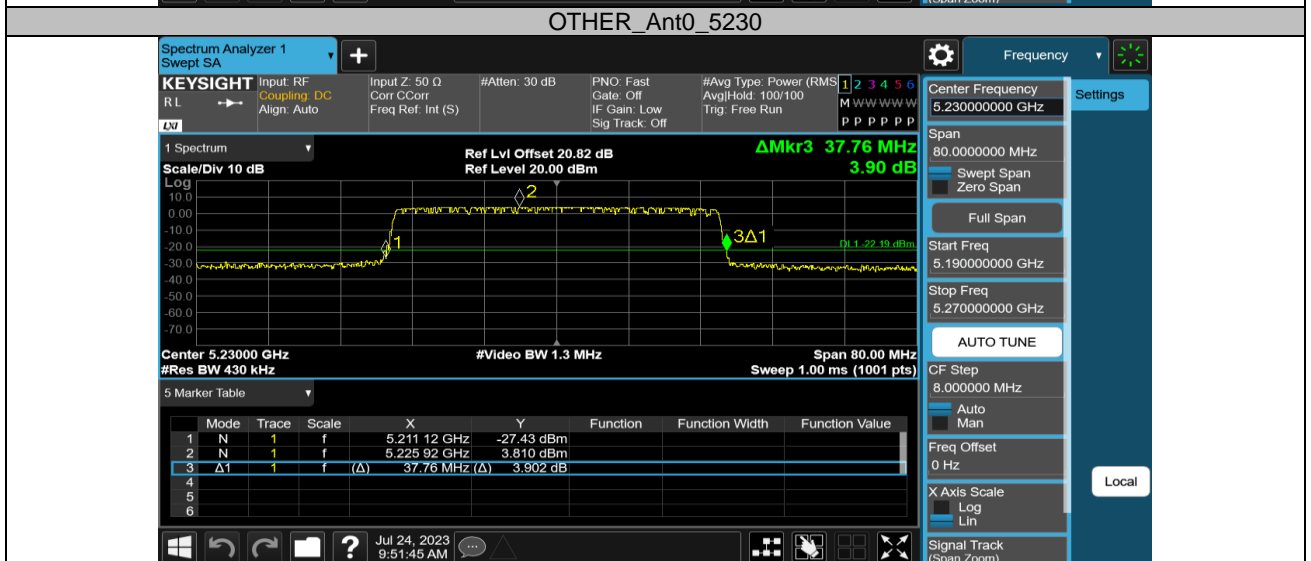 (Span Zoom)
OTHER_Ant0_5230
Spectrum Analyzer 1
Swept SA
Frequency
KEYSIGHT Input: RF Input Z: 50 Ω #Atten: 30 dB PNO: Fast #Avg Type: Power (RMS 1 2 3 4 5 6
R L Coupling: DC Corr CCorr Gate: Off Avg|Hold: 100/100 M W W W W W
Align: Auto Freq Ref: Int (S) IF Gain: Low Trig: Free Run
LXI Sig Track: Off P P P P P P
1 Spectrum
Ref Lvl Offset 20.82 dB
ΔMkr3 37.76 MHz
Scale/Div 10 dB Ref Level 20.00 dBm 3.90 dB
Log
10.0
0.00
-10.0
-20.0
-30.0
-40.0
-50.0
-60.0
-70.0
2
1
3Δ1
DL1 -22.19 dBm
Center 5.23000 GHz #Video BW 1.3 MHz Span 80.00 MHz
#Res BW 430 kHz Sweep 1.00 ms (1001 pts)
5 Marker Table
Mode Trace Scale X Y Function Function Width Function Value
1 N 1 f 5.211 12 GHz -27.43 dBm
2 N 1 f 5.225 92 GHz 3.810 dBm
3 Δ1 1 f (Δ) 37.76 MHz (Δ) 3.902 dB
4
5
6
Jul 24, 2023
9:51:45 AM
Center Frequency
5.230000000 GHz
Settings
Span
80.0000000 MHz
Swept Span
Zero Span
Full Span
Start Freq
5.190000000 GHz
Stop Freq
5.270000000 GHz
AUTO TUNE
CF Step
8.000000 MHz
Auto
Man
Freq Offset
0 Hz
X Axis Scale
Log
Lin
Local
Signal Track
(Span Zoom)